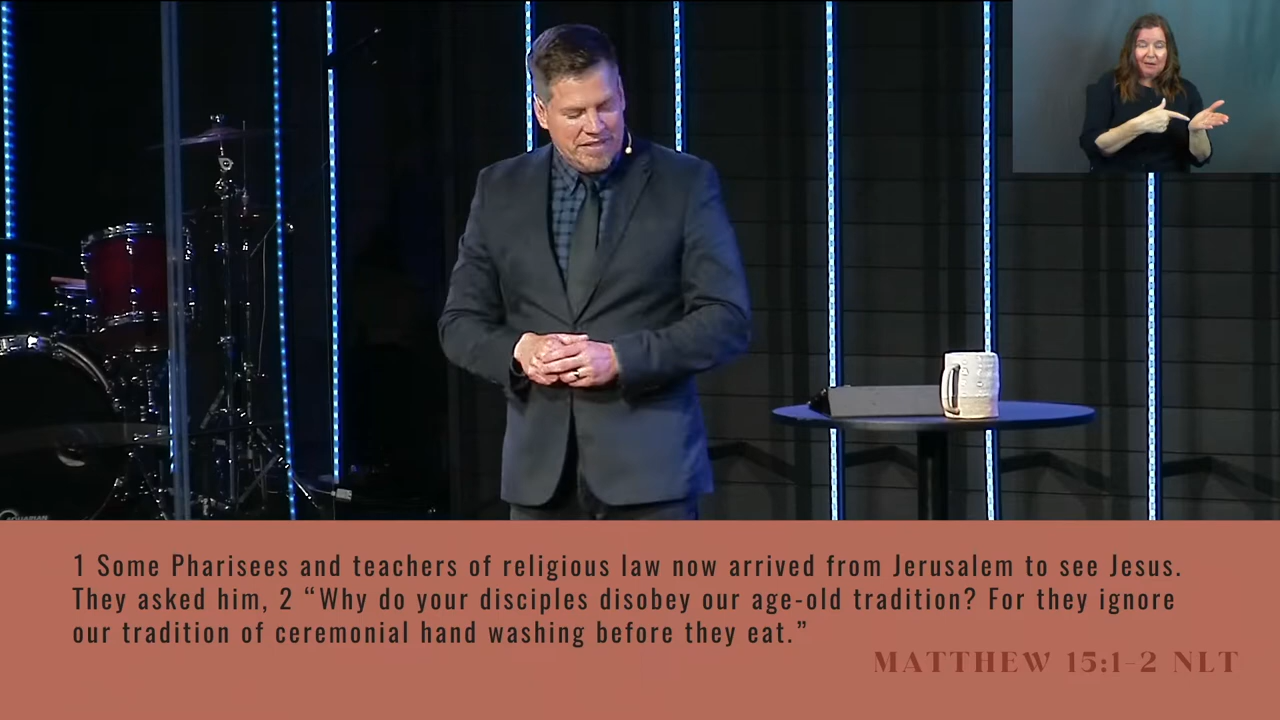 1 Some Pharisees and teachers of religious law now arrived from Jerusalem to see Jesus.
They asked him, 2 “Why do your disciples disobey our age-old tradition? For they ignore
our tradition of ceremonial hand washing before they eat.”
MATTHEW 15:1-2 NLT
AQUARIAN